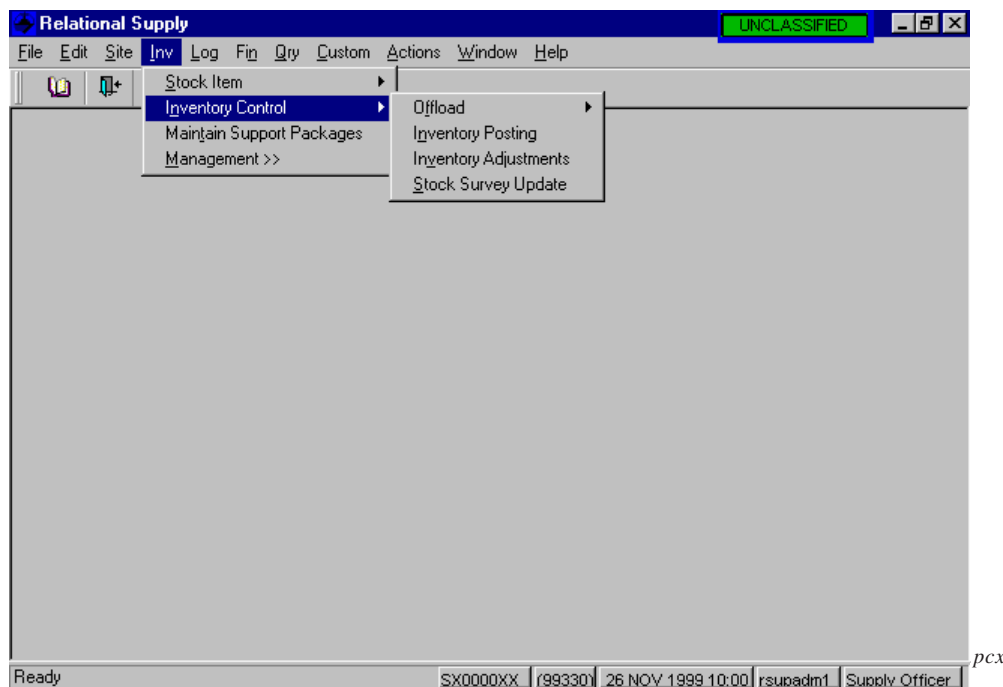 Relational Supply UNCLASSIFIED
File Edit Site Inv Log Fin Qry Custom Actions Window Help
Stock Item
Inventory Control
Maintain Support Packages
Management >>
Offload
Inventory Posting
Inventory Adjustments
Stock Survey Update
pcx
Ready SX0000XX (99330) 26 NOV 1999 10:00 rsupadm1 Supply Officer